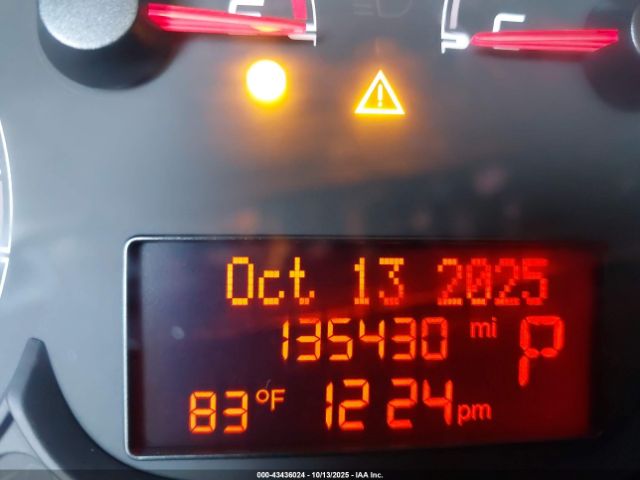 E
Oct 13 2025
135430 mi P
83 °F 12 24 pm
000-43436024 | 10/13/2025 - IAA Inc.